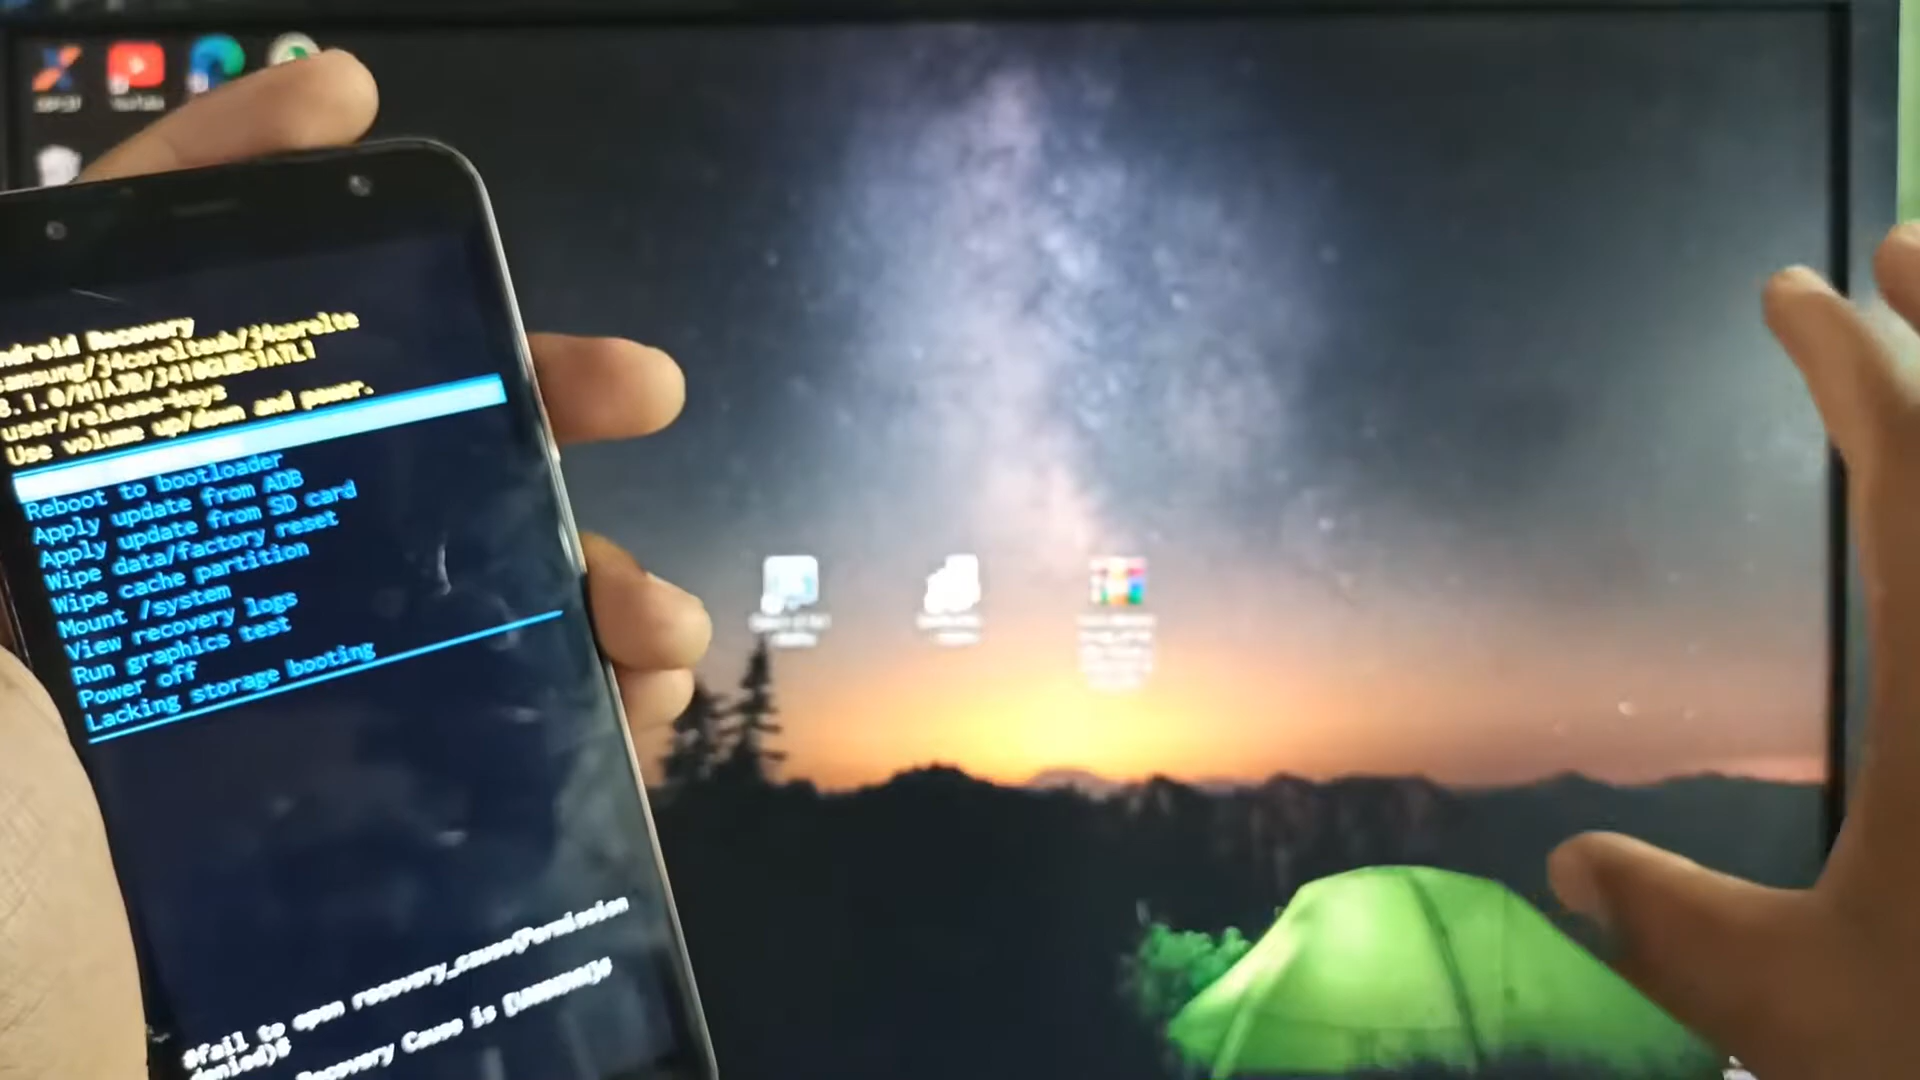 YouTube
Android Recovery
samsung/j4corelteub/j4corelte
8.1.0/M1AJB/J410GUBS1ATL1
user/release-keys
Use volume up/down and power.
Reboot to bootloader
Apply update from ADB
Apply update from SD card
Wipe data/factory reset
Wipe cache partition
Mount /system
View recovery logs
Run graphics test
Power off
Lacking storage booting
#fail to open recovery_cause(Permission
denied)#
Recovery Cause is [UNKNOWN]#